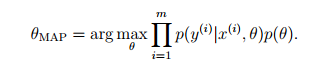 θ_MAP = arg max_θ ∏_{i=1}^{m} p(y^{(i)}|x^{(i)}, θ)p(θ).